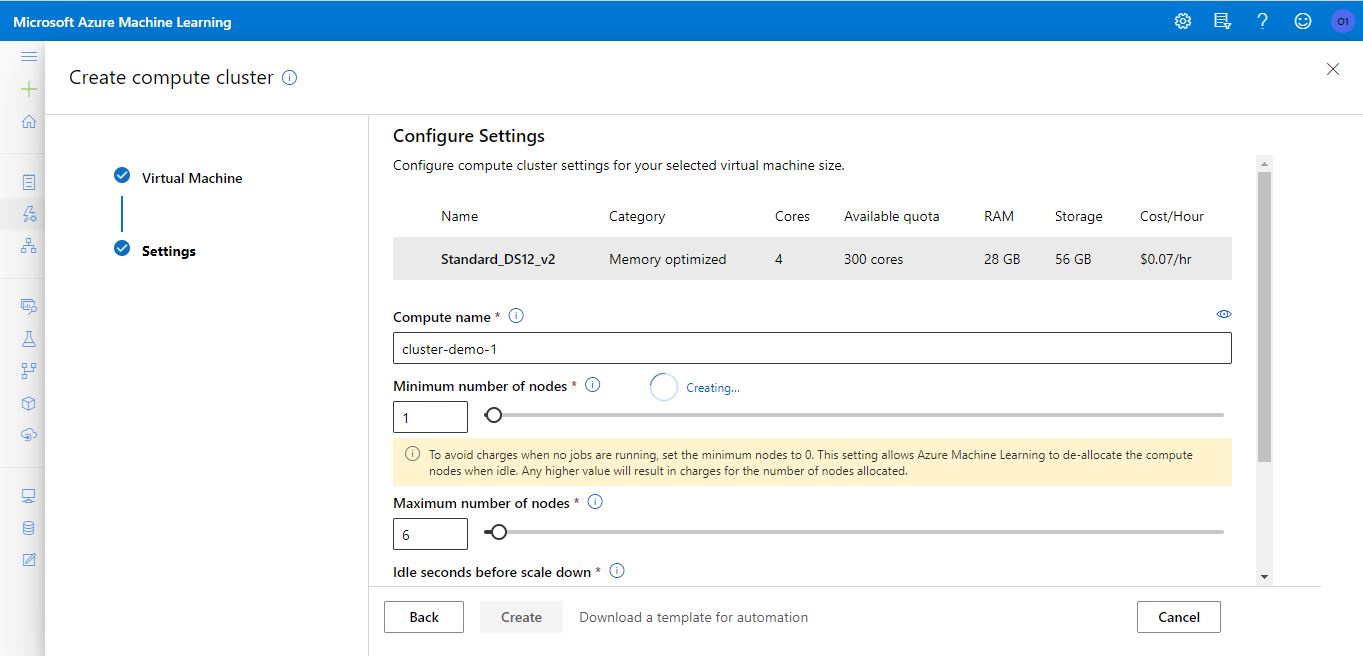 Microsoft Azure Machine Learning
O1
Create compute cluster
Virtual Machine
Settings
Configure Settings
Configure compute cluster settings for your selected virtual machine size.
Name Category Cores Available quota RAM Storage Cost/Hour
Standard_DS12_v2 Memory optimized 4 300 cores 28 GB 56 GB $0.07/hr
Compute name *
cluster-demo-1
Minimum number of nodes * Creating...
1
To avoid charges when no jobs are running, set the minimum nodes to 0. This setting allows Azure Machine Learning to de-allocate the compute
nodes when idle. Any higher value will result in charges for the number of nodes allocated.
Maximum number of nodes *
6
Idle seconds before scale down *
Back Create Download a template for automation Cancel